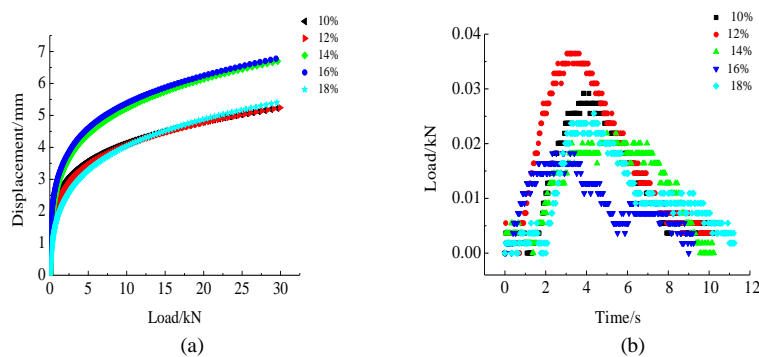 10%
12%
14%
16%
18%
Displacement/mm
7
6
5
4
3
2
1
0
0 5 10 15 20 25 30
Load/kN
(a)
10%
12%
14%
16%
18%
Load/kN
0.04
0.03
0.02
0.01
0.00
0 2 4 6 8 10 12
Time/s
(b)